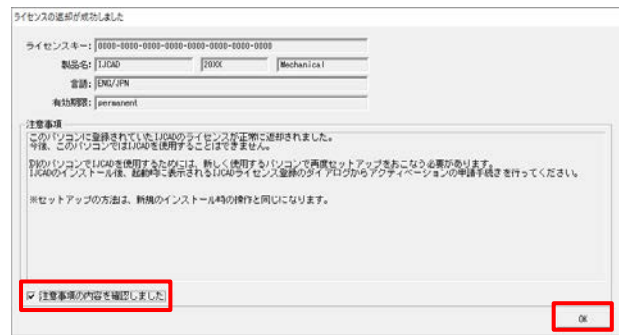 ライセンスの返却が成功しました
ライセンスキー: 0000-0000-0000-0000-0000-0000-0000-0000
製品名: IJCAD 20XX Mechanical
言語: ENG/JPN
有効期限: permanent
注意事項
このパソコンに登録されていたIJCADのライセンスが正常に返却されました。
今後、このパソコンではIJCADを使用することはできません。
別のパソコンでIJCADを使用するためには、新しく使用するパソコンで再度セットアップをおこなう必要があります。
IJCADのインストール後、起動時に表示されるIJCADライセンス登録のダイアログからアクティベーションの申請手続きを行ってください。
※セットアップの方法は、新規のインストール時の操作と同じになります。
注意事項の内容を確認しました
OK